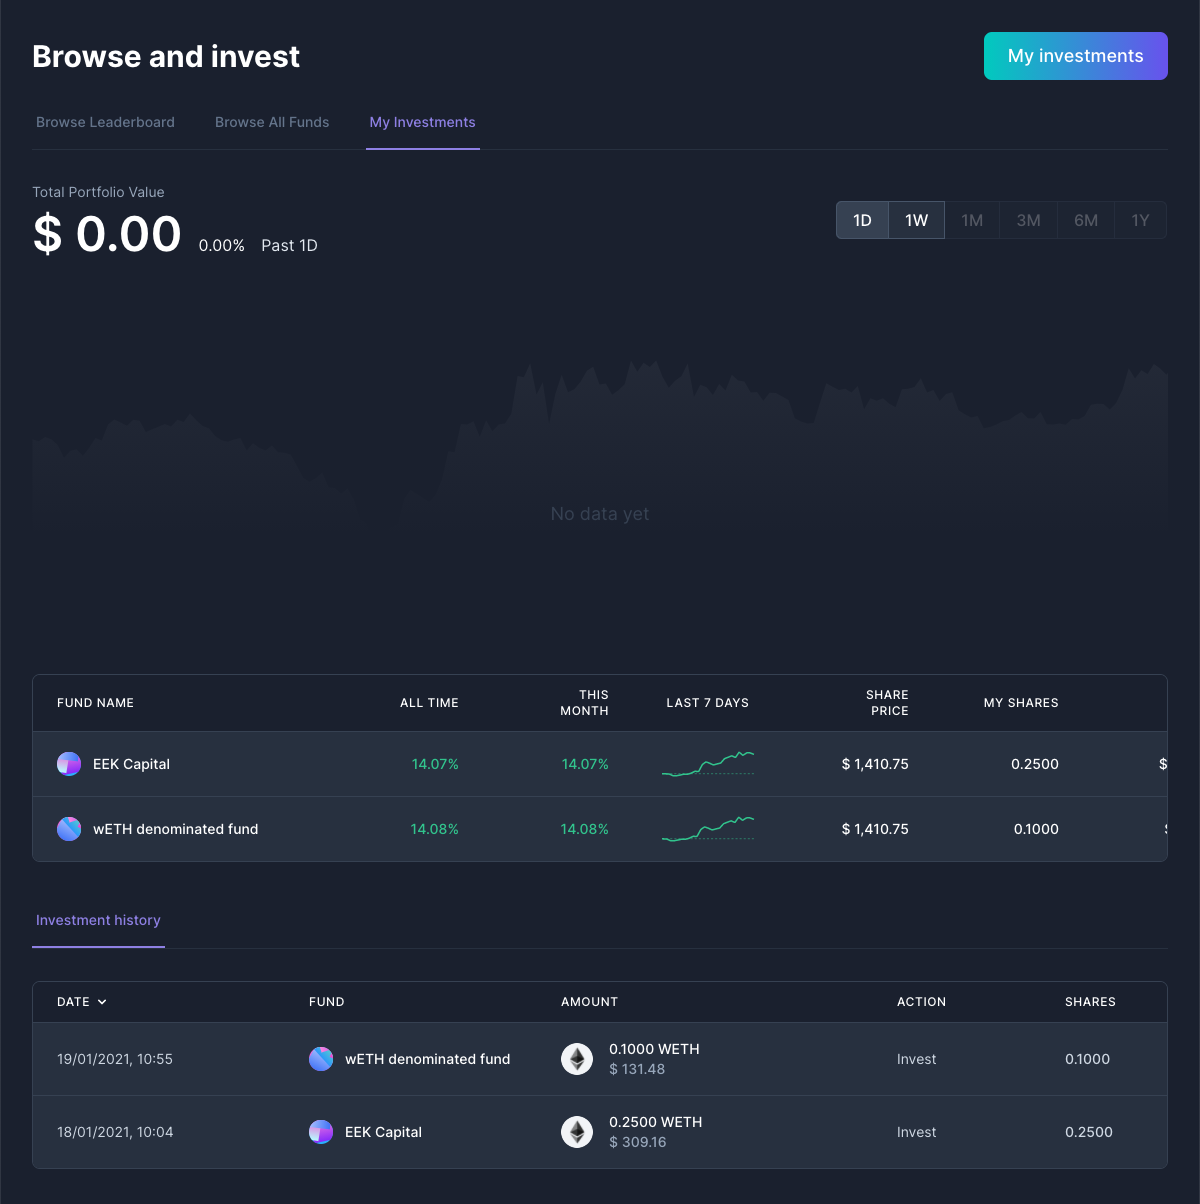 Browse and invest
My investments
Browse Leaderboard Browse All Funds My Investments
Total Portfolio Value
$ 0.00 0.00% Past 1D
1D 1W 1M 3M 6M 1Y
No data yet
FUND NAME ALL TIME THIS MONTH LAST 7 DAYS SHARE PRICE MY SHARES
EEK Capital 14.07% 14.07% $ 1,410.75 0.2500 $
wETH denominated fund 14.08% 14.08% $ 1,410.75 0.1000
Investment history
DATE FUND AMOUNT ACTION SHARES
19/01/2021, 10:55 wETH denominated fund 0.1000 WETH Invest 0.1000
$ 131.48
18/01/2021, 10:04 EEK Capital 0.2500 WETH Invest 0.2500
$ 309.16